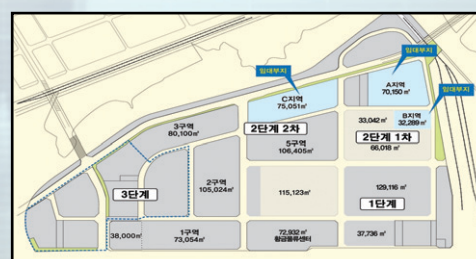 임대부지
임대부지
A지역
70,150㎡
C지역
75,051㎡
임대부지
B지역
32,289㎡
33,042㎡
3구역
80,100㎡
2단계 2차
2단계 1차
66,018㎡
5구역
106,405㎡
2구역
105,024㎡
3단계
115,123㎡
129,116㎡
1단계
38,000㎡
1구역
73,054㎡
72,932㎡
황금물류센터
37,736㎡